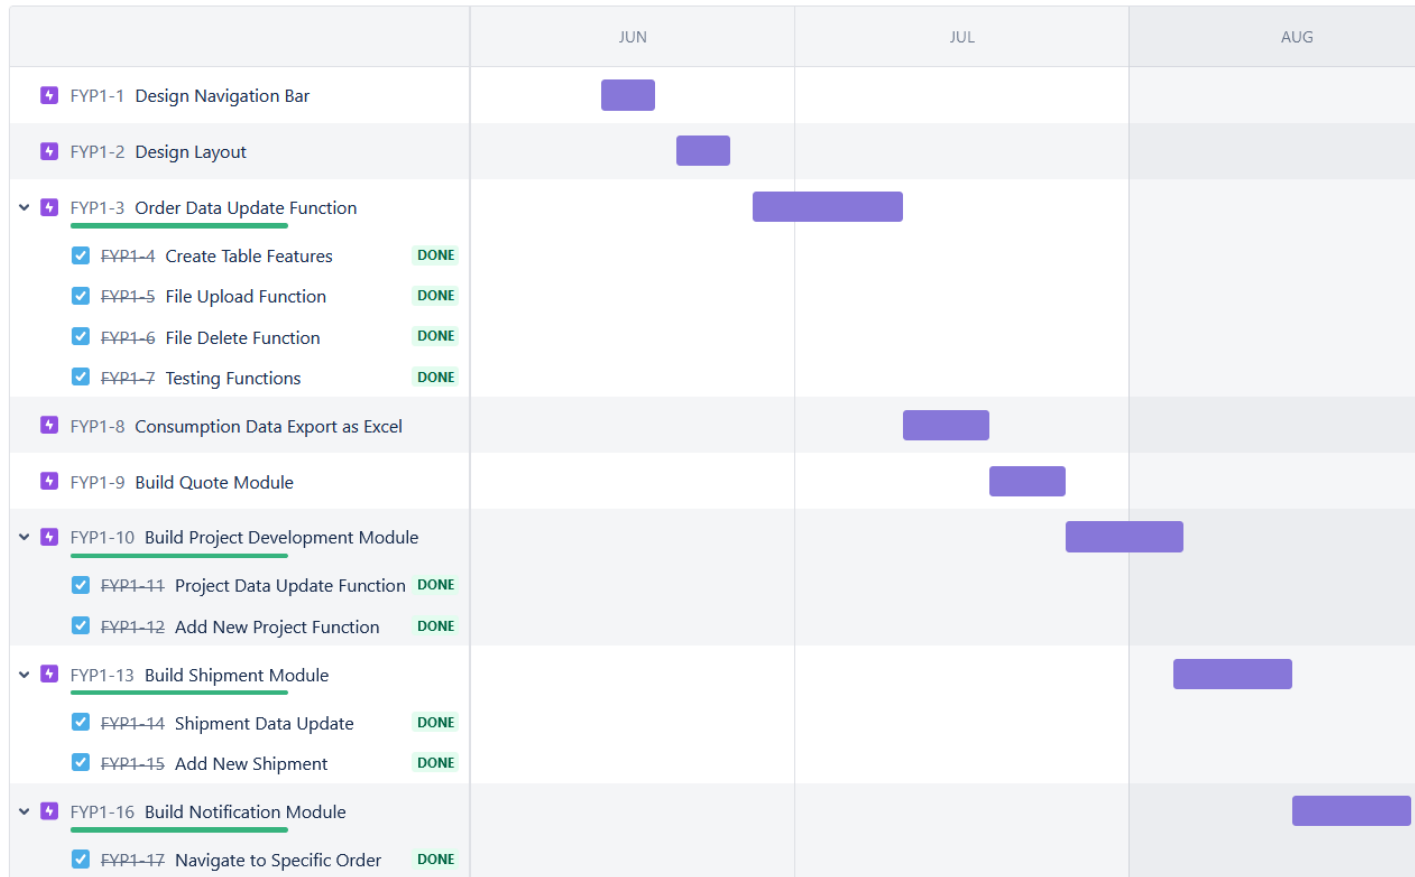 JUN JUL AUG
FYP1-1 Design Navigation Bar
FYP1-2 Design Layout
FYP1-3 Order Data Update Function
FYP1-4 Create Table Features DONE
FYP1-5 File Upload Function DONE
FYP1-6 File Delete Function DONE
FYP1-7 Testing Functions DONE
FYP1-8 Consumption Data Export as Excel
FYP1-9 Build Quote Module
FYP1-10 Build Project Development Module
FYP1-11 Project Data Update Function DONE
FYP1-12 Add New Project Function DONE
FYP1-13 Build Shipment Module
FYP1-14 Shipment Data Update DONE
FYP1-15 Add New Shipment DONE
FYP1-16 Build Notification Module
FYP1-17 Navigate to Specific Order DONE